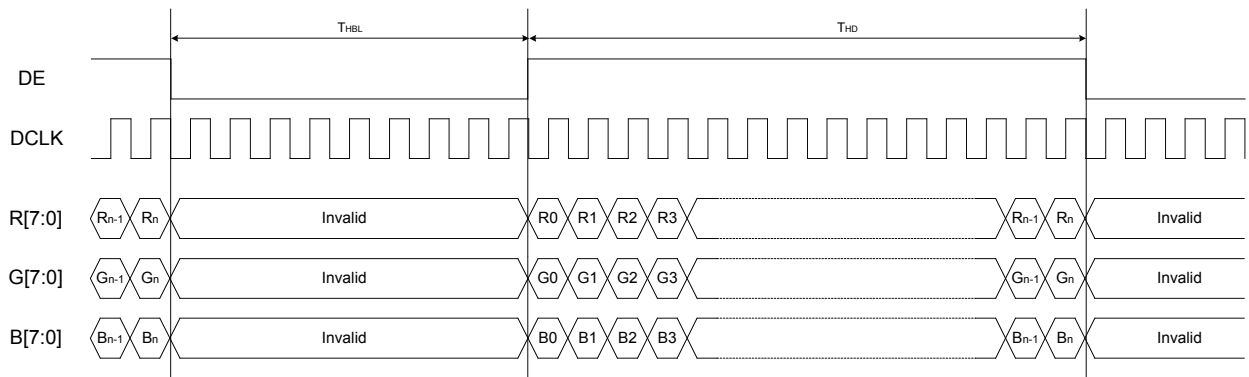 THBL THD
DE
DCLK
R[7:0] Rn-1 Rn Invalid R0 R1 R2 R3 Rn-1 Rn Invalid
G[7:0] Gn-1 Gn Invalid G0 G1 G2 G3 Gn-1 Gn Invalid
B[7:0] Bn-1 Bn Invalid B0 B1 B2 B3 Bn-1 Bn Invalid